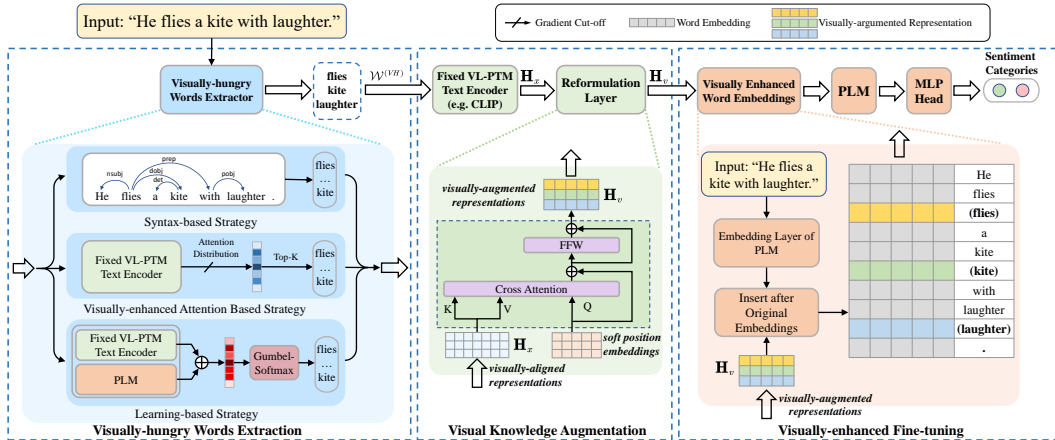 Input: “He flies a kite with laughter.”
Gradient Cut-off
Word Embedding
Visually-argumented Representation
Visually-hungry
Words Extractor
flies
kite
laughter
𝒲^(VH)
Fixed VL-PTM
Text Encoder
(e.g. CLIP)
H_x
Reformulation
Layer
H_v
Visually Enhanced
Word Embeddings
PLM
MLP
Head
Sentiment
Categories
prep
nsubj
dobj
det
pobj
He flies a kite with laughter .
flies
...
kite
Syntax-based Strategy
Fixed VL-PTM
Text Encoder
Attention
Distribution
Top-K
flies
...
kite
Visually-enhanced Attention Based Strategy
Fixed VL-PTM
Text Encoder
PLM
Gumbel-
Softmax
flies
...
kite
Learning-based Strategy
Visually-hungry Words Extraction
visually-augmented
representations
H_v
FFW
Cross Attention
K
V
Q
H_x
soft position
embeddings
visually-aligned
representations
Visual Knowledge Augmentation
Input: “He flies a
kite with laughter.”
Embedding Layer of
PLM
Insert after
Original
Embeddings
H_v
visually-augmented
representations
He
flies
(flies)
a
kite
(kite)
with
laughter
(laughter)
.
Visually-enhanced Fine-tuning